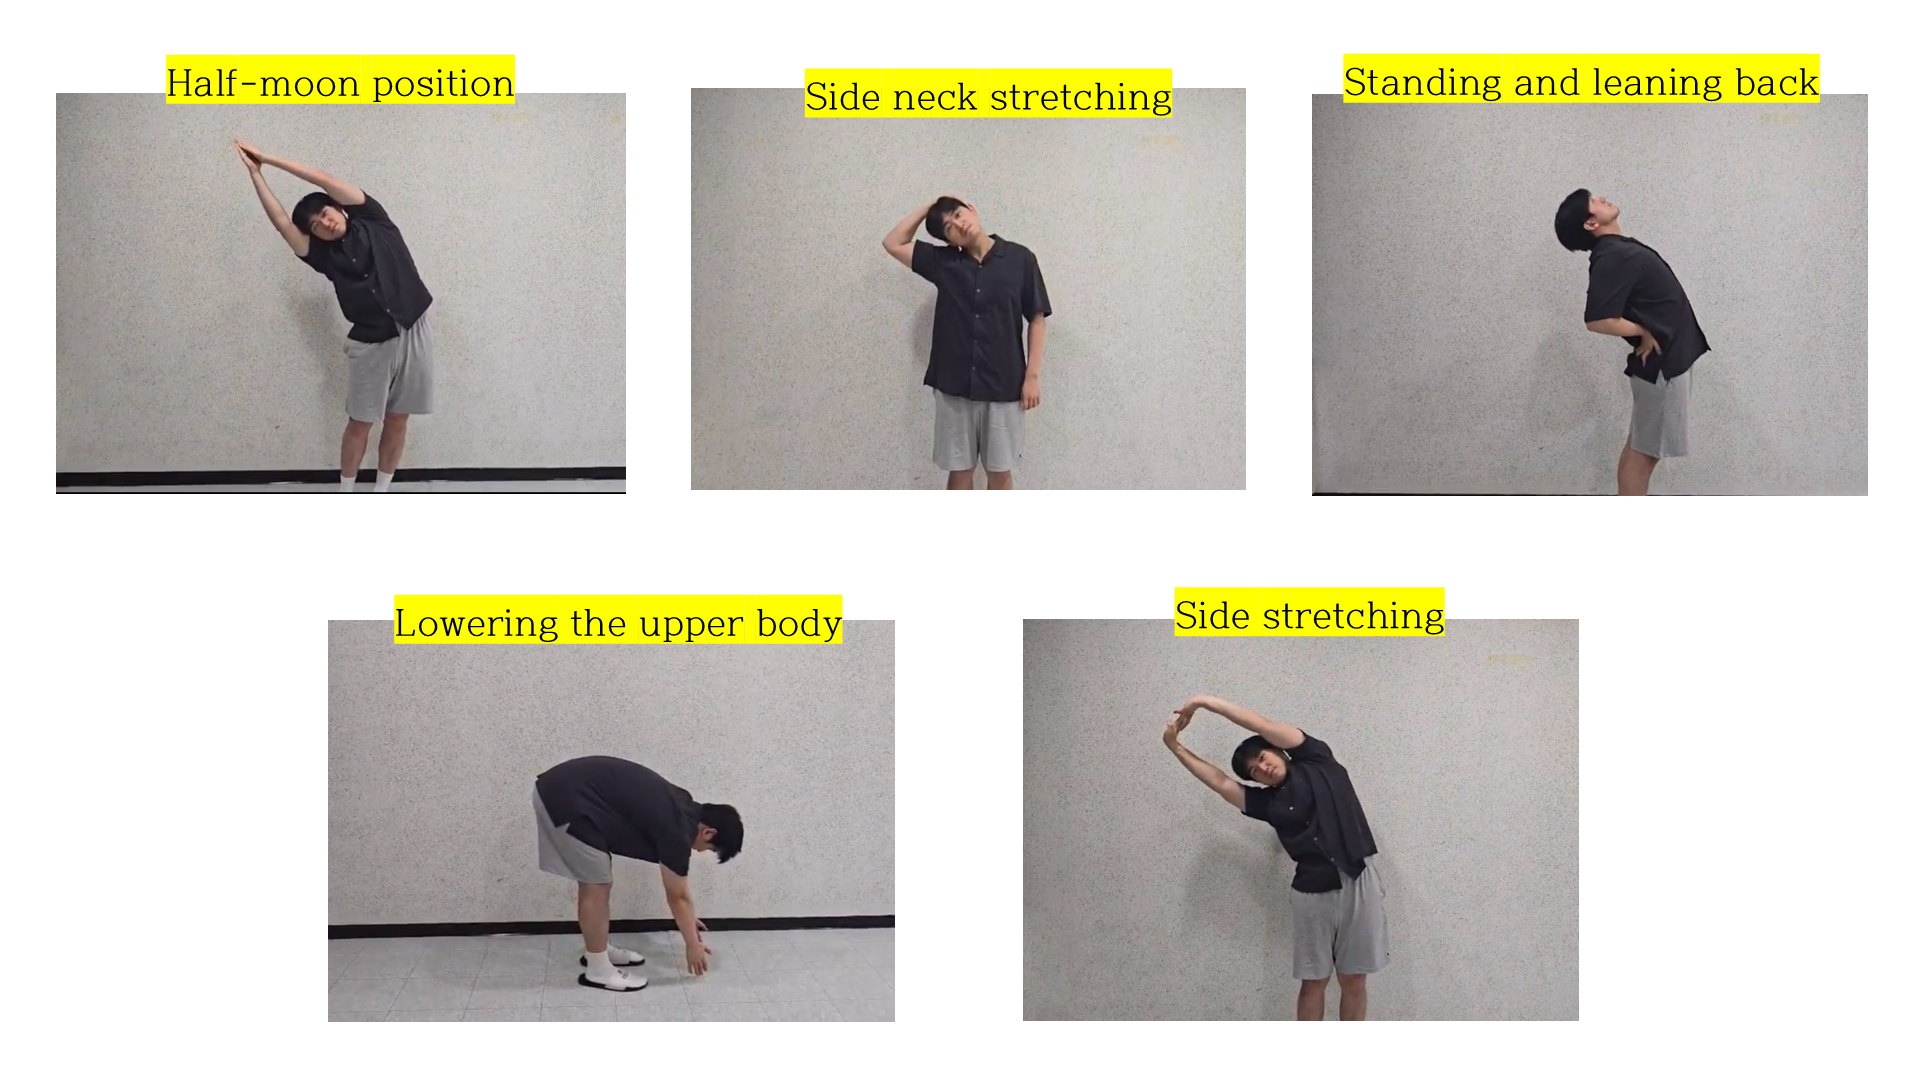 Half-moon position
Side neck stretching
Standing and leaning back
Lowering the upper body
Side stretching